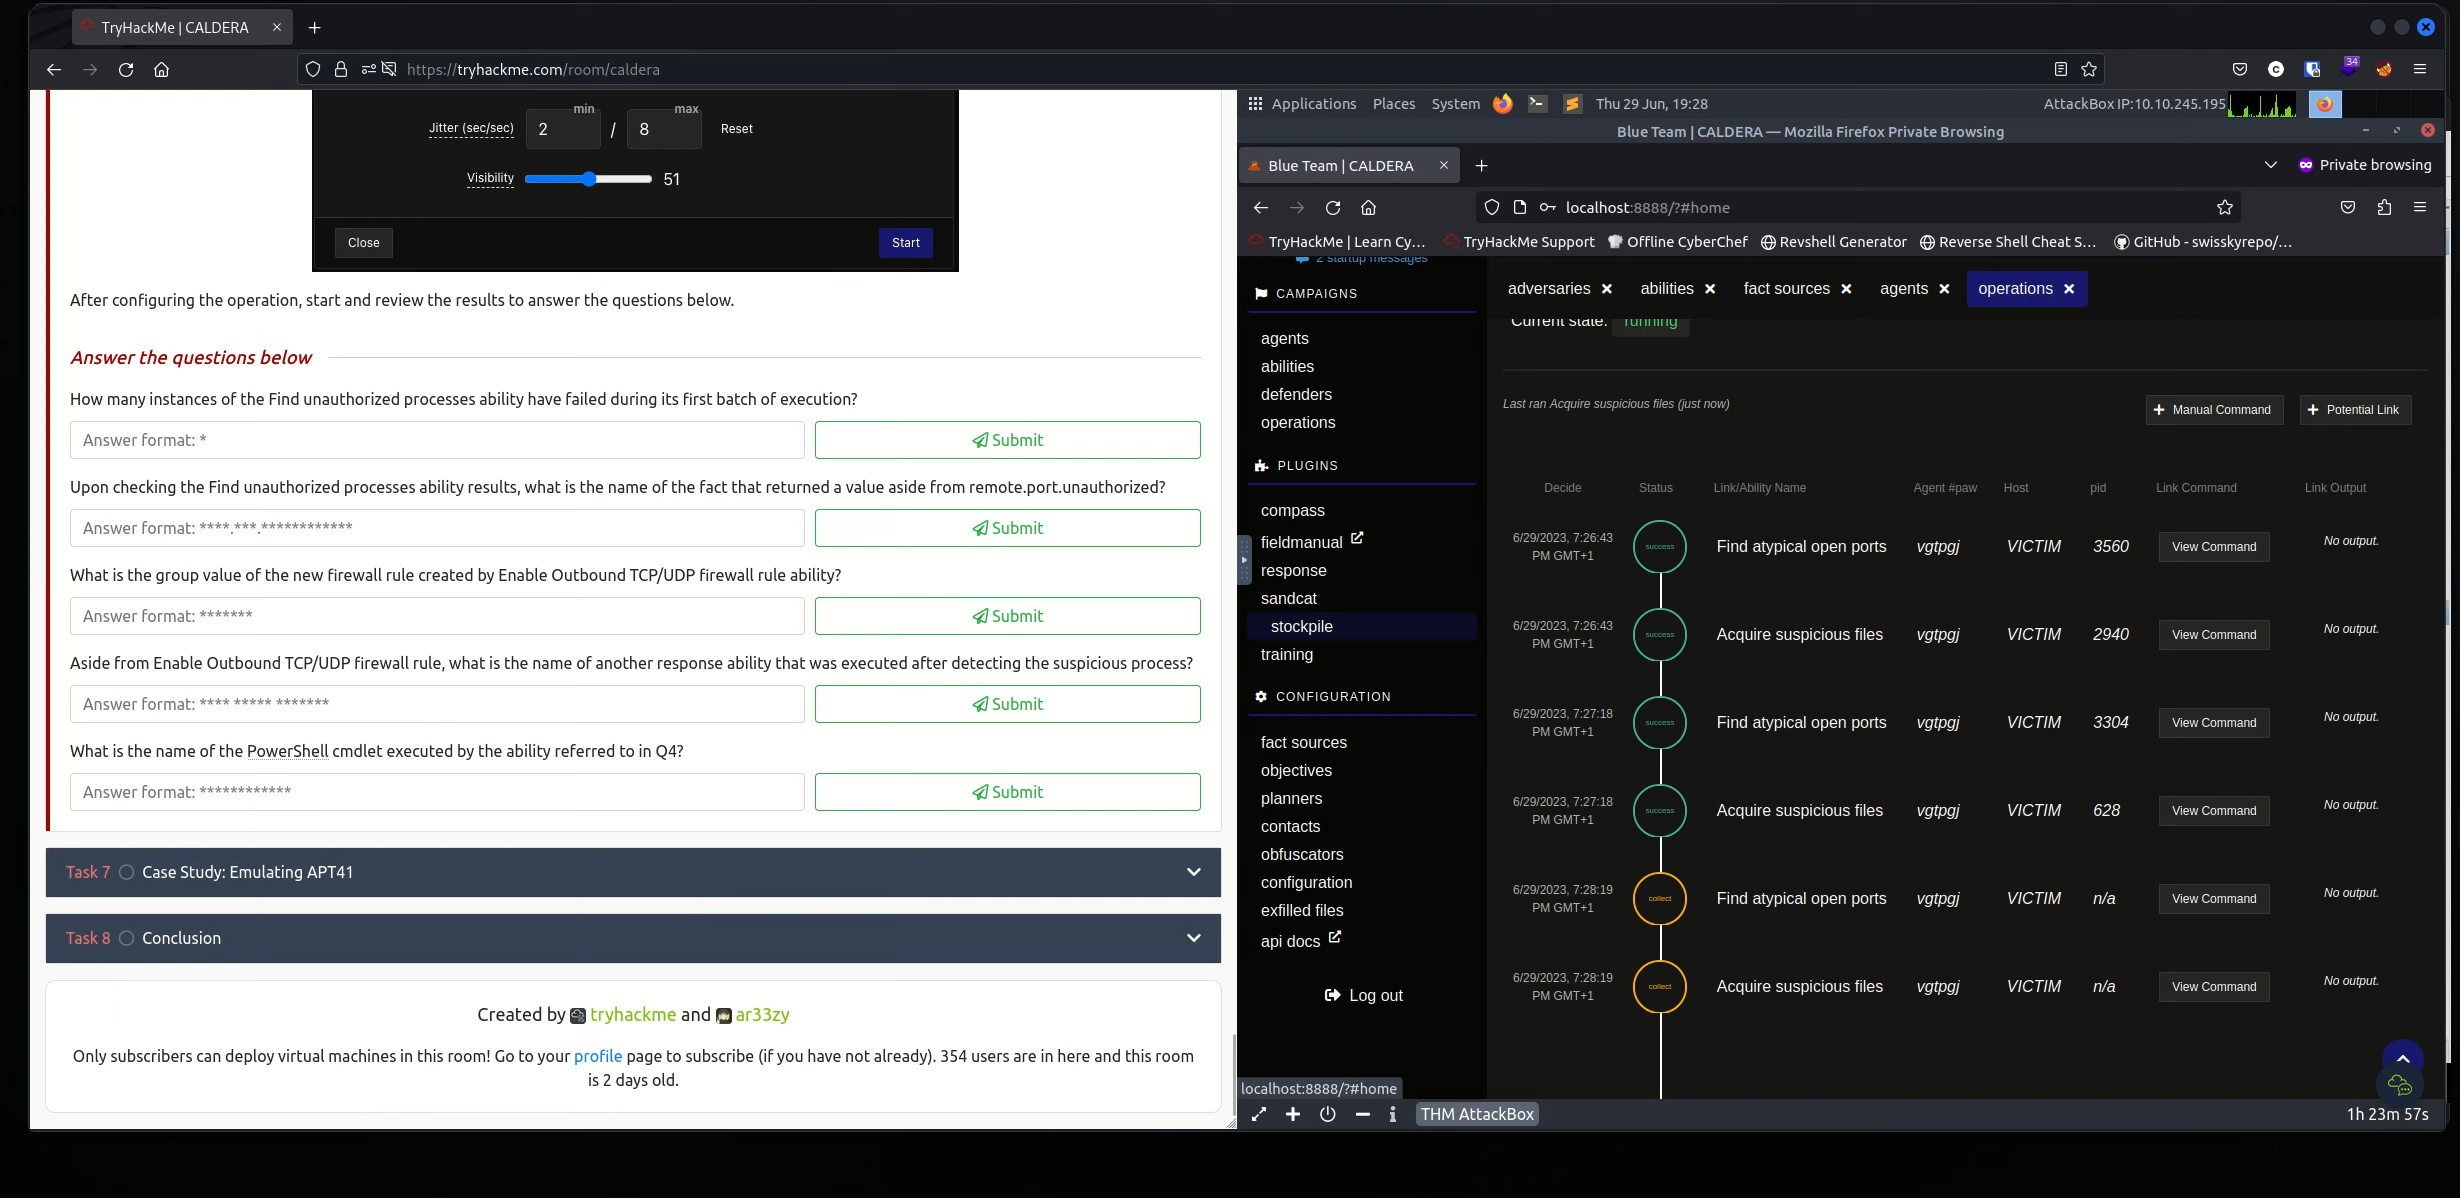 TryHackMe | CALDERA
https://tryhackme.com/room/caldera
34
min
max
Jitter (sec/sec)
2
/
8
Reset
Visibility
51
Close
Start
After configuring the operation, start and review the results to answer the questions below.
Answer the questions below
How many instances of the Find unauthorized processes ability have failed during its first batch of execution?
Answer format: *
Submit
Upon checking the Find unauthorized processes ability results, what is the name of the fact that returned a value aside from remote.port.unauthorized?
Answer format: ****.***.************
Submit
What is the group value of the new firewall rule created by Enable Outbound TCP/UDP firewall rule ability?
Answer format: *******
Submit
Aside from Enable Outbound TCP/UDP firewall rule, what is the name of another response ability that was executed after detecting the suspicious process?
Answer format: **** ***** *******
Submit
What is the name of the PowerShell cmdlet executed by the ability referred to in Q4?
Answer format: ************
Submit
Task 7 Case Study: Emulating APT41
Task 8 Conclusion
Created by tryhackme and ar33zy
Only subscribers can deploy virtual machines in this room! Go to your profile page to subscribe (if you have not already). 354 users are in here and this room
is 2 days old.
Applications Places System Thu 29 Jun, 19:28 AttackBox IP:10.10.245.195
Blue Team | CALDERA — Mozilla Firefox Private Browsing
Blue Team | CALDERA
Private browsing
localhost:8888/?#home
TryHackMe | Learn Cy... TryHackMe Support Offline CyberChef Revshell Generator Reverse Shell Cheat S... GitHub - swisskyrepo/...
2 startup messages
CAMPAIGNS
agents
abilities
defenders
operations
PLUGINS
compass
fieldmanual
response
sandcat
stockpile
training
CONFIGURATION
fact sources
objectives
planners
contacts
obfuscators
configuration
exfilled files
api docs
Log out
adversaries abilities fact sources agents operations
Current state: running
Last ran Acquire suspicious files (just now)
Manual Command
Potential Link
Decide Status Link/Ability Name Agent #paw Host pid Link Command Link Output
6/29/2023, 7:26:43
PM GMT+1
success Find atypical open ports vgtpgj VICTIM 3560 View Command No output.
6/29/2023, 7:26:43
PM GMT+1
success Acquire suspicious files vgtpgj VICTIM 2940 View Command No output.
6/29/2023, 7:27:18
PM GMT+1
success Find atypical open ports vgtpgj VICTIM 3304 View Command No output.
6/29/2023, 7:27:18
PM GMT+1
success Acquire suspicious files vgtpgj VICTIM 628 View Command No output.
6/29/2023, 7:28:19
PM GMT+1
collect Find atypical open ports vgtpgj VICTIM n/a View Command No output.
6/29/2023, 7:28:19
PM GMT+1
collect Acquire suspicious files vgtpgj VICTIM n/a View Command No output.
localhost:8888/?#home
THM AttackBox
1h 23m 57s